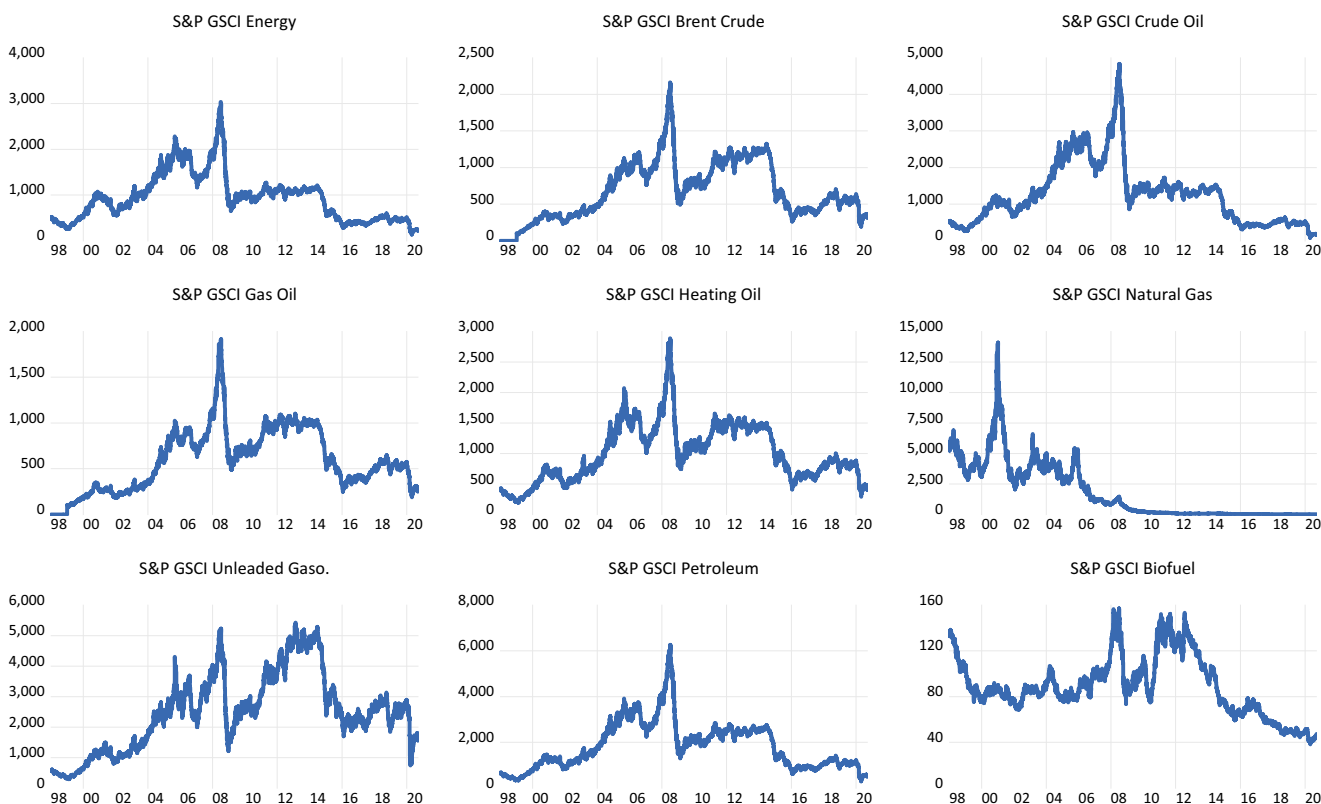 S&P GSCI Energy
4,000
3,000
2,000
1,000
0
98 00 02 04 06 08 10 12 14 16 18 20
S&P GSCI Brent Crude
2,500
2,000
1,500
1,000
500
0
98 00 02 04 06 08 10 12 14 16 18 20
S&P GSCI Crude Oil
5,000
4,000
3,000
2,000
1,000
0
98 00 02 04 06 08 10 12 14 16 18 20
S&P GSCI Gas Oil
2,000
1,500
1,000
500
0
98 00 02 04 06 08 10 12 14 16 18 20
S&P GSCI Heating Oil
3,000
2,500
2,000
1,500
1,000
500
0
98 00 02 04 06 08 10 12 14 16 18 20
S&P GSCI Natural Gas
15,000
12,500
10,000
7,500
5,000
2,500
0
98 00 02 04 06 08 10 12 14 16 18 20
S&P GSCI Unleaded Gaso.
6,000
5,000
4,000
3,000
2,000
1,000
0
98 00 02 04 06 08 10 12 14 16 18 20
S&P GSCI Petroleum
8,000
6,000
4,000
2,000
0
98 00 02 04 06 08 10 12 14 16 18 20
S&P GSCI Biofuel
160
120
80
40
0
98 00 02 04 06 08 10 12 14 16 18 20